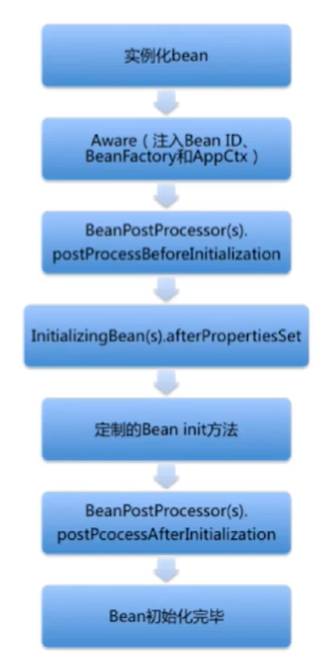 实例化bean
Aware（注入Bean ID、
BeanFactory和AppCtx）
BeanPostProcessor(s).
postProcessBeforeInitialization
InitializingBean(s).afterPropertiesSet
定制的Bean init方法
BeanPostProcessor(s).
postPcocessAfterInitialization
Bean初始化完毕